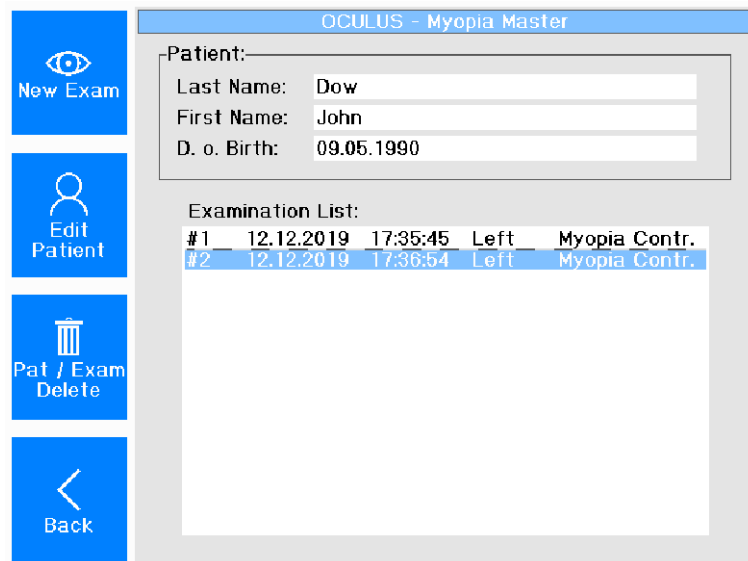 OCULUS - Myopia Master
New Exam
Edit
Patient
Pat / Exam
Delete
Back
Patient:
Last Name: Dow
First Name: John
D. o. Birth: 09.05.1990
Examination List:
#1 12.12.2019 17:35:45 Left Myopia Contr.
#2 12.12.2019 17:36:54 Left Myopia Contr.